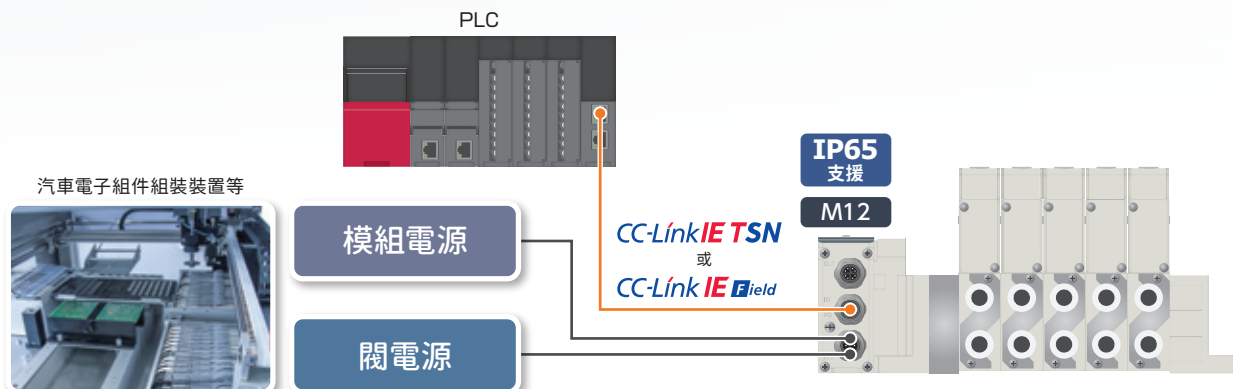 PLC
IP65
支援
汽車電子組件組裝裝置等
M12
模組電源
CC-Link IE TSN
或
CC-Link IE Field
閥電源